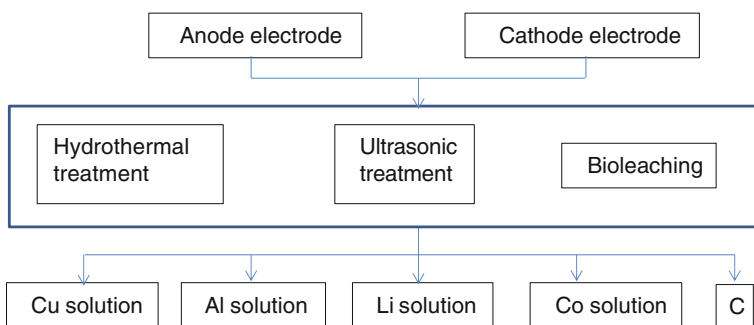 Anode electrode
Cathode electrode
Hydrothermal
treatment
Ultrasonic
treatment
Bioleaching
Cu solution
Al solution
Li solution
Co solution
C